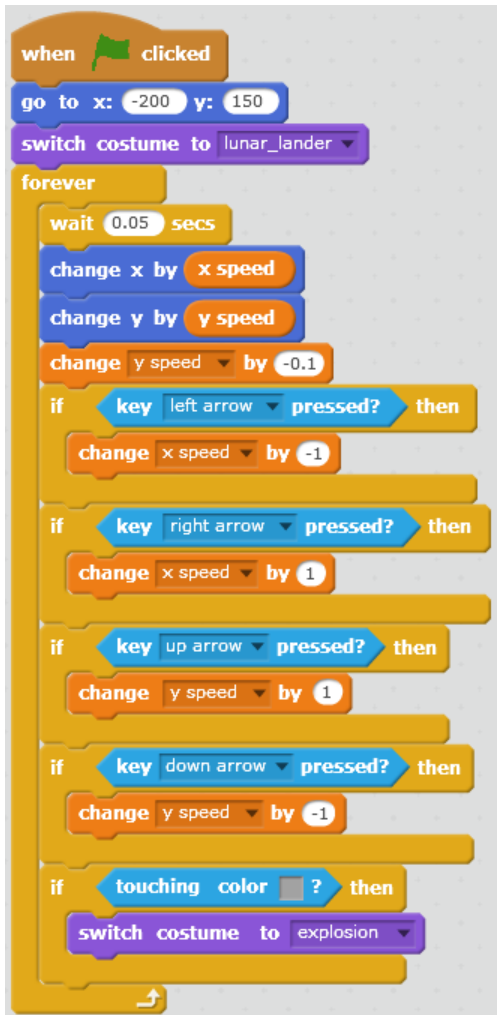 when clicked
go to x: -200 y: 150
switch costume to lunar_lander
forever
wait 0.05 secs
change x by x speed
change y by y speed
change y speed by -0.1
if key left arrow pressed? then
change x speed by -1
if key right arrow pressed? then
change x speed by 1
if key up arrow pressed? then
change y speed by 1
if key down arrow pressed? then
change y speed by -1
if touching color ? then
switch costume to explosion